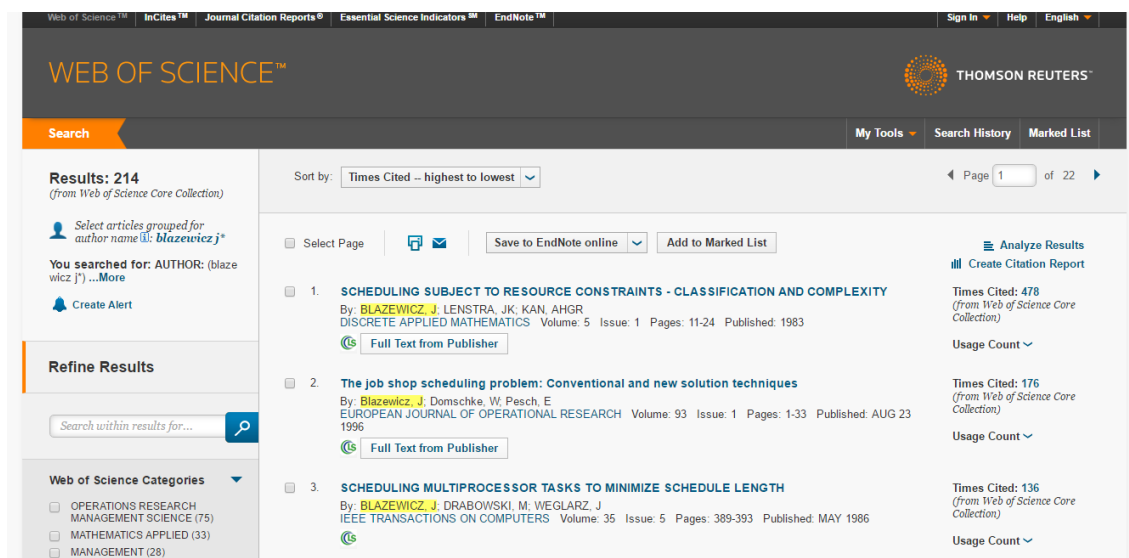 Web of Science™ InCites™ Journal Citation Reports® Essential Science Indicators SM EndNote™ Sign In Help English
WEB OF SCIENCE™
THOMSON REUTERS™
Search My Tools Search History Marked List
Results: 214
(from Web of Science Core Collection)
Select articles grouped for
author name: blazewicz j*
You searched for: AUTHOR: (blaze
wicz j*) ...More
Create Alert
Refine Results
Search within results for...
Web of Science Categories
OPERATIONS RESEARCH
MANAGEMENT SCIENCE (75)
MATHEMATICS APPLIED (33)
MANAGEMENT (28)
Sort by: Times Cited -- highest to lowest
Page 1 of 22
Select Page Save to EndNote online Add to Marked List
Analyze Results
Create Citation Report
1. SCHEDULING SUBJECT TO RESOURCE CONSTRAINTS - CLASSIFICATION AND COMPLEXITY
By: BLAZEWICZ, J; LENSTRA, JK; KAN, AHGR
DISCRETE APPLIED MATHEMATICS Volume: 5 Issue: 1 Pages: 11-24 Published: 1983
Full Text from Publisher
Times Cited: 478
(from Web of Science Core
Collection)
Usage Count
2. The job shop scheduling problem: Conventional and new solution techniques
By: Blazewicz, J; Domschke, W; Pesch, E
EUROPEAN JOURNAL OF OPERATIONAL RESEARCH Volume: 93 Issue: 1 Pages: 1-33 Published: AUG 23
1996
Full Text from Publisher
Times Cited: 176
(from Web of Science Core
Collection)
Usage Count
3. SCHEDULING MULTIPROCESSOR TASKS TO MINIMIZE SCHEDULE LENGTH
By: BLAZEWICZ, J; DRABOWSKI, M; WEGLARZ, J
IEEE TRANSACTIONS ON COMPUTERS Volume: 35 Issue: 5 Pages: 389-393 Published: MAY 1986
Times Cited: 136
(from Web of Science Core
Collection)
Usage Count